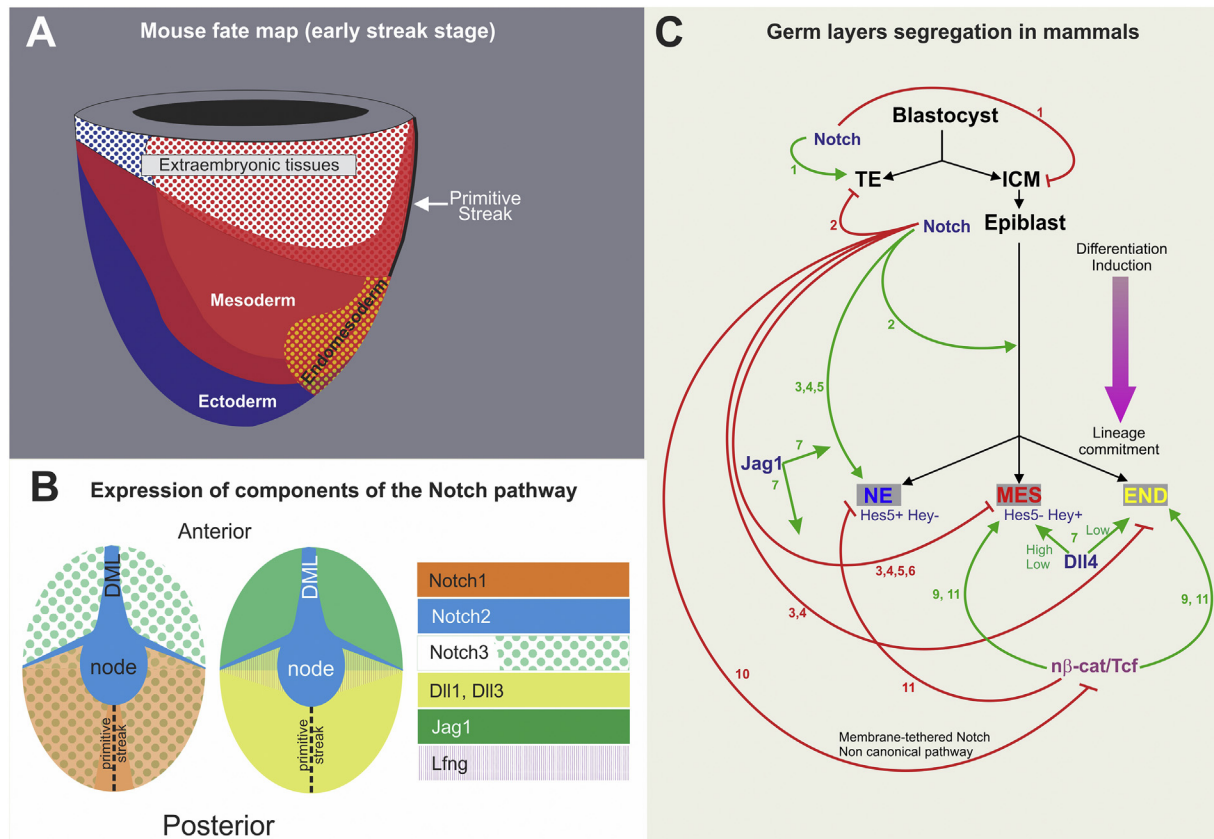 A
Mouse fate map (early streak stage)
Extraembryonic tissues
Primitive
Streak
Mesoderm
Endomesoderm
Ectoderm
B
Expression of components of the Notch pathway
Anterior
DML
node
primitive
streak
DML
node
primitive
streak
Posterior
Notch1
Notch2
Notch3
Dll1, Dll3
Jag1
Lfng
C
Germ layers segregation in mammals
Blastocyst
1
Notch
1
TE
ICM
2
Notch
Epiblast
Differentiation
Induction
2
3,4,5
Lineage
commitment
7
Jag1
7
NE
MES
END
Hes5+ Hey-
Hes5- Hey+
High
Low
7
Low
Dll4
3,4,5,6
9, 11
9, 11
3,4
nβ-cat/Tcf
10
11
Membrane-tethered Notch
Non canonical pathway